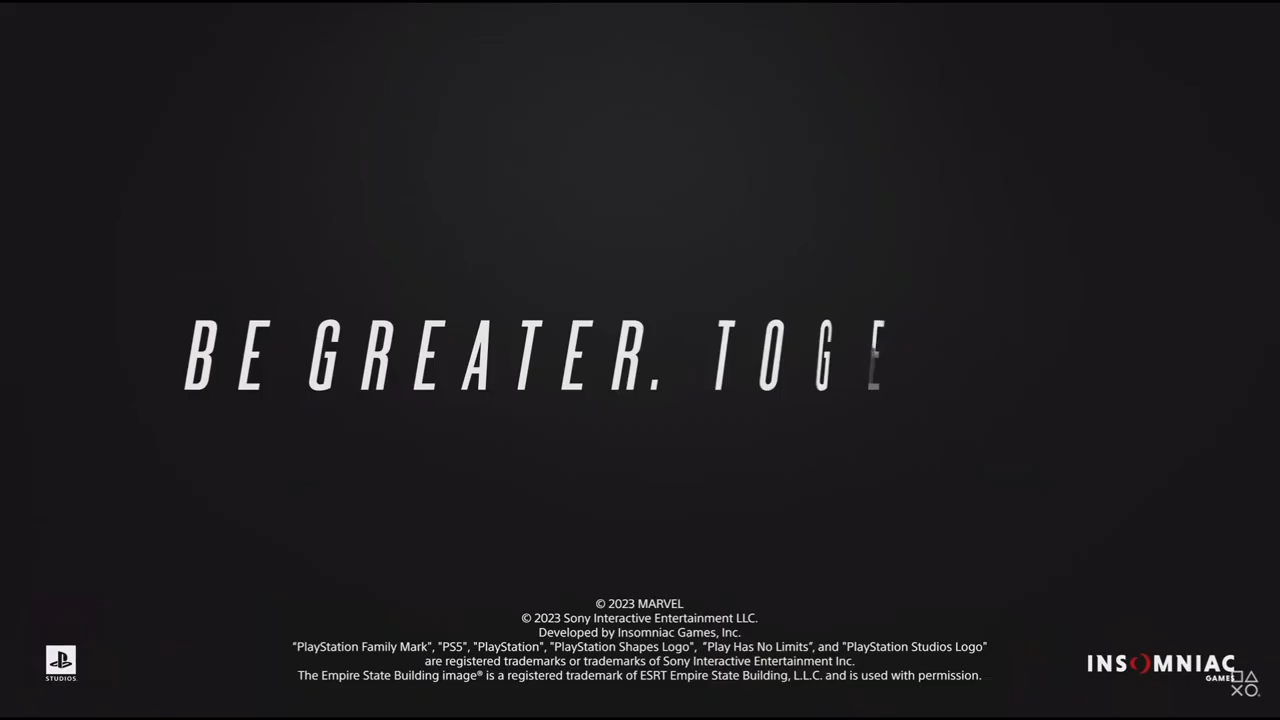 BE GREATER. TOGE
© 2023 MARVEL
© 2023 Sony Interactive Entertainment LLC.
Developed by Insomniac Games, Inc.
"PlayStation Family Mark", "PS5", "PlayStation", "PlayStation Shapes Logo", "Play Has No Limits", and "PlayStation Studios Logo"
are registered trademarks or trademarks of Sony Interactive Entertainment Inc.
The Empire State Building image® is a registered trademark of ESRT Empire State Building, L.L.C. and is used with permission.
STUDIOS
INSOMNIAC
GAMES